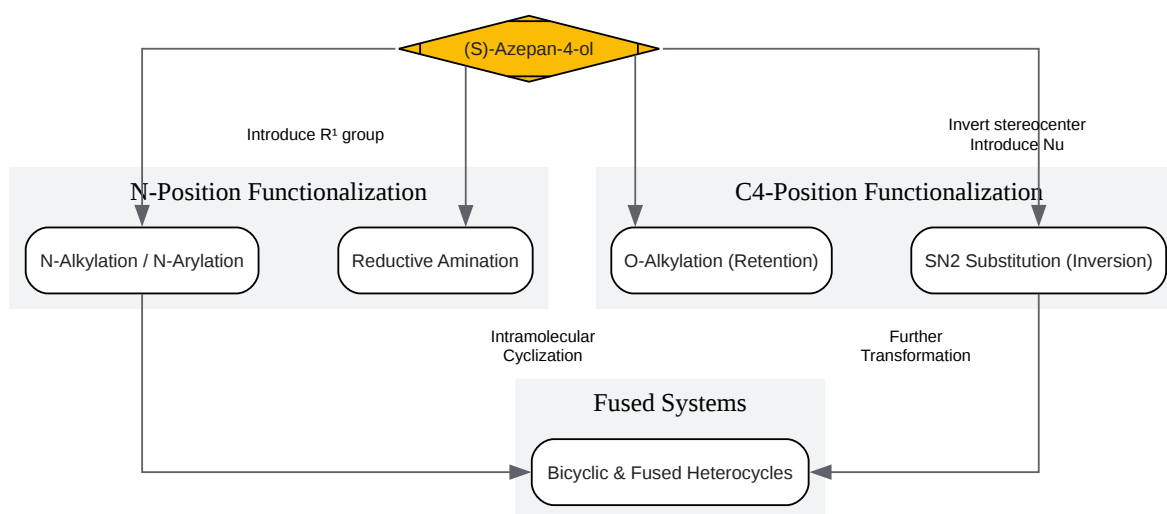 (S)-Azepan-4-ol
Introduce R¹ group
Invert stereocenter
Introduce Nu
N-Position Functionalization
C4-Position Functionalization
N-Alkylation / N-Arylation
Reductive Amination
O-Alkylation (Retention)
SN2 Substitution (Inversion)
Intramolecular
Cyclization
Further
Transformation
Fused Systems
Bicyclic & Fused Heterocycles